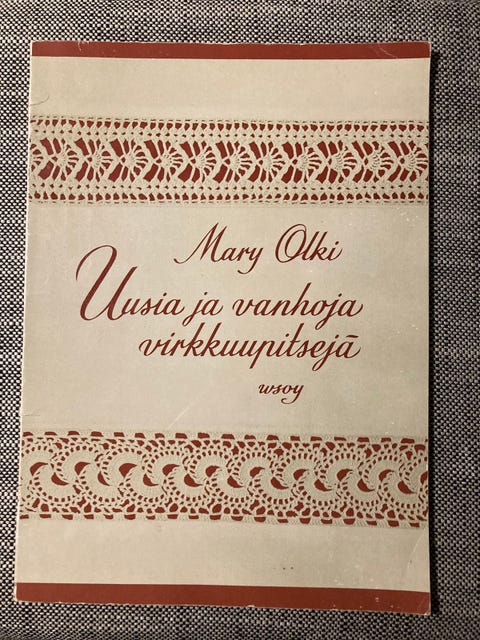 Mary Olki
Uusia ja vanhoja
virkkuupitsejä
wsoy